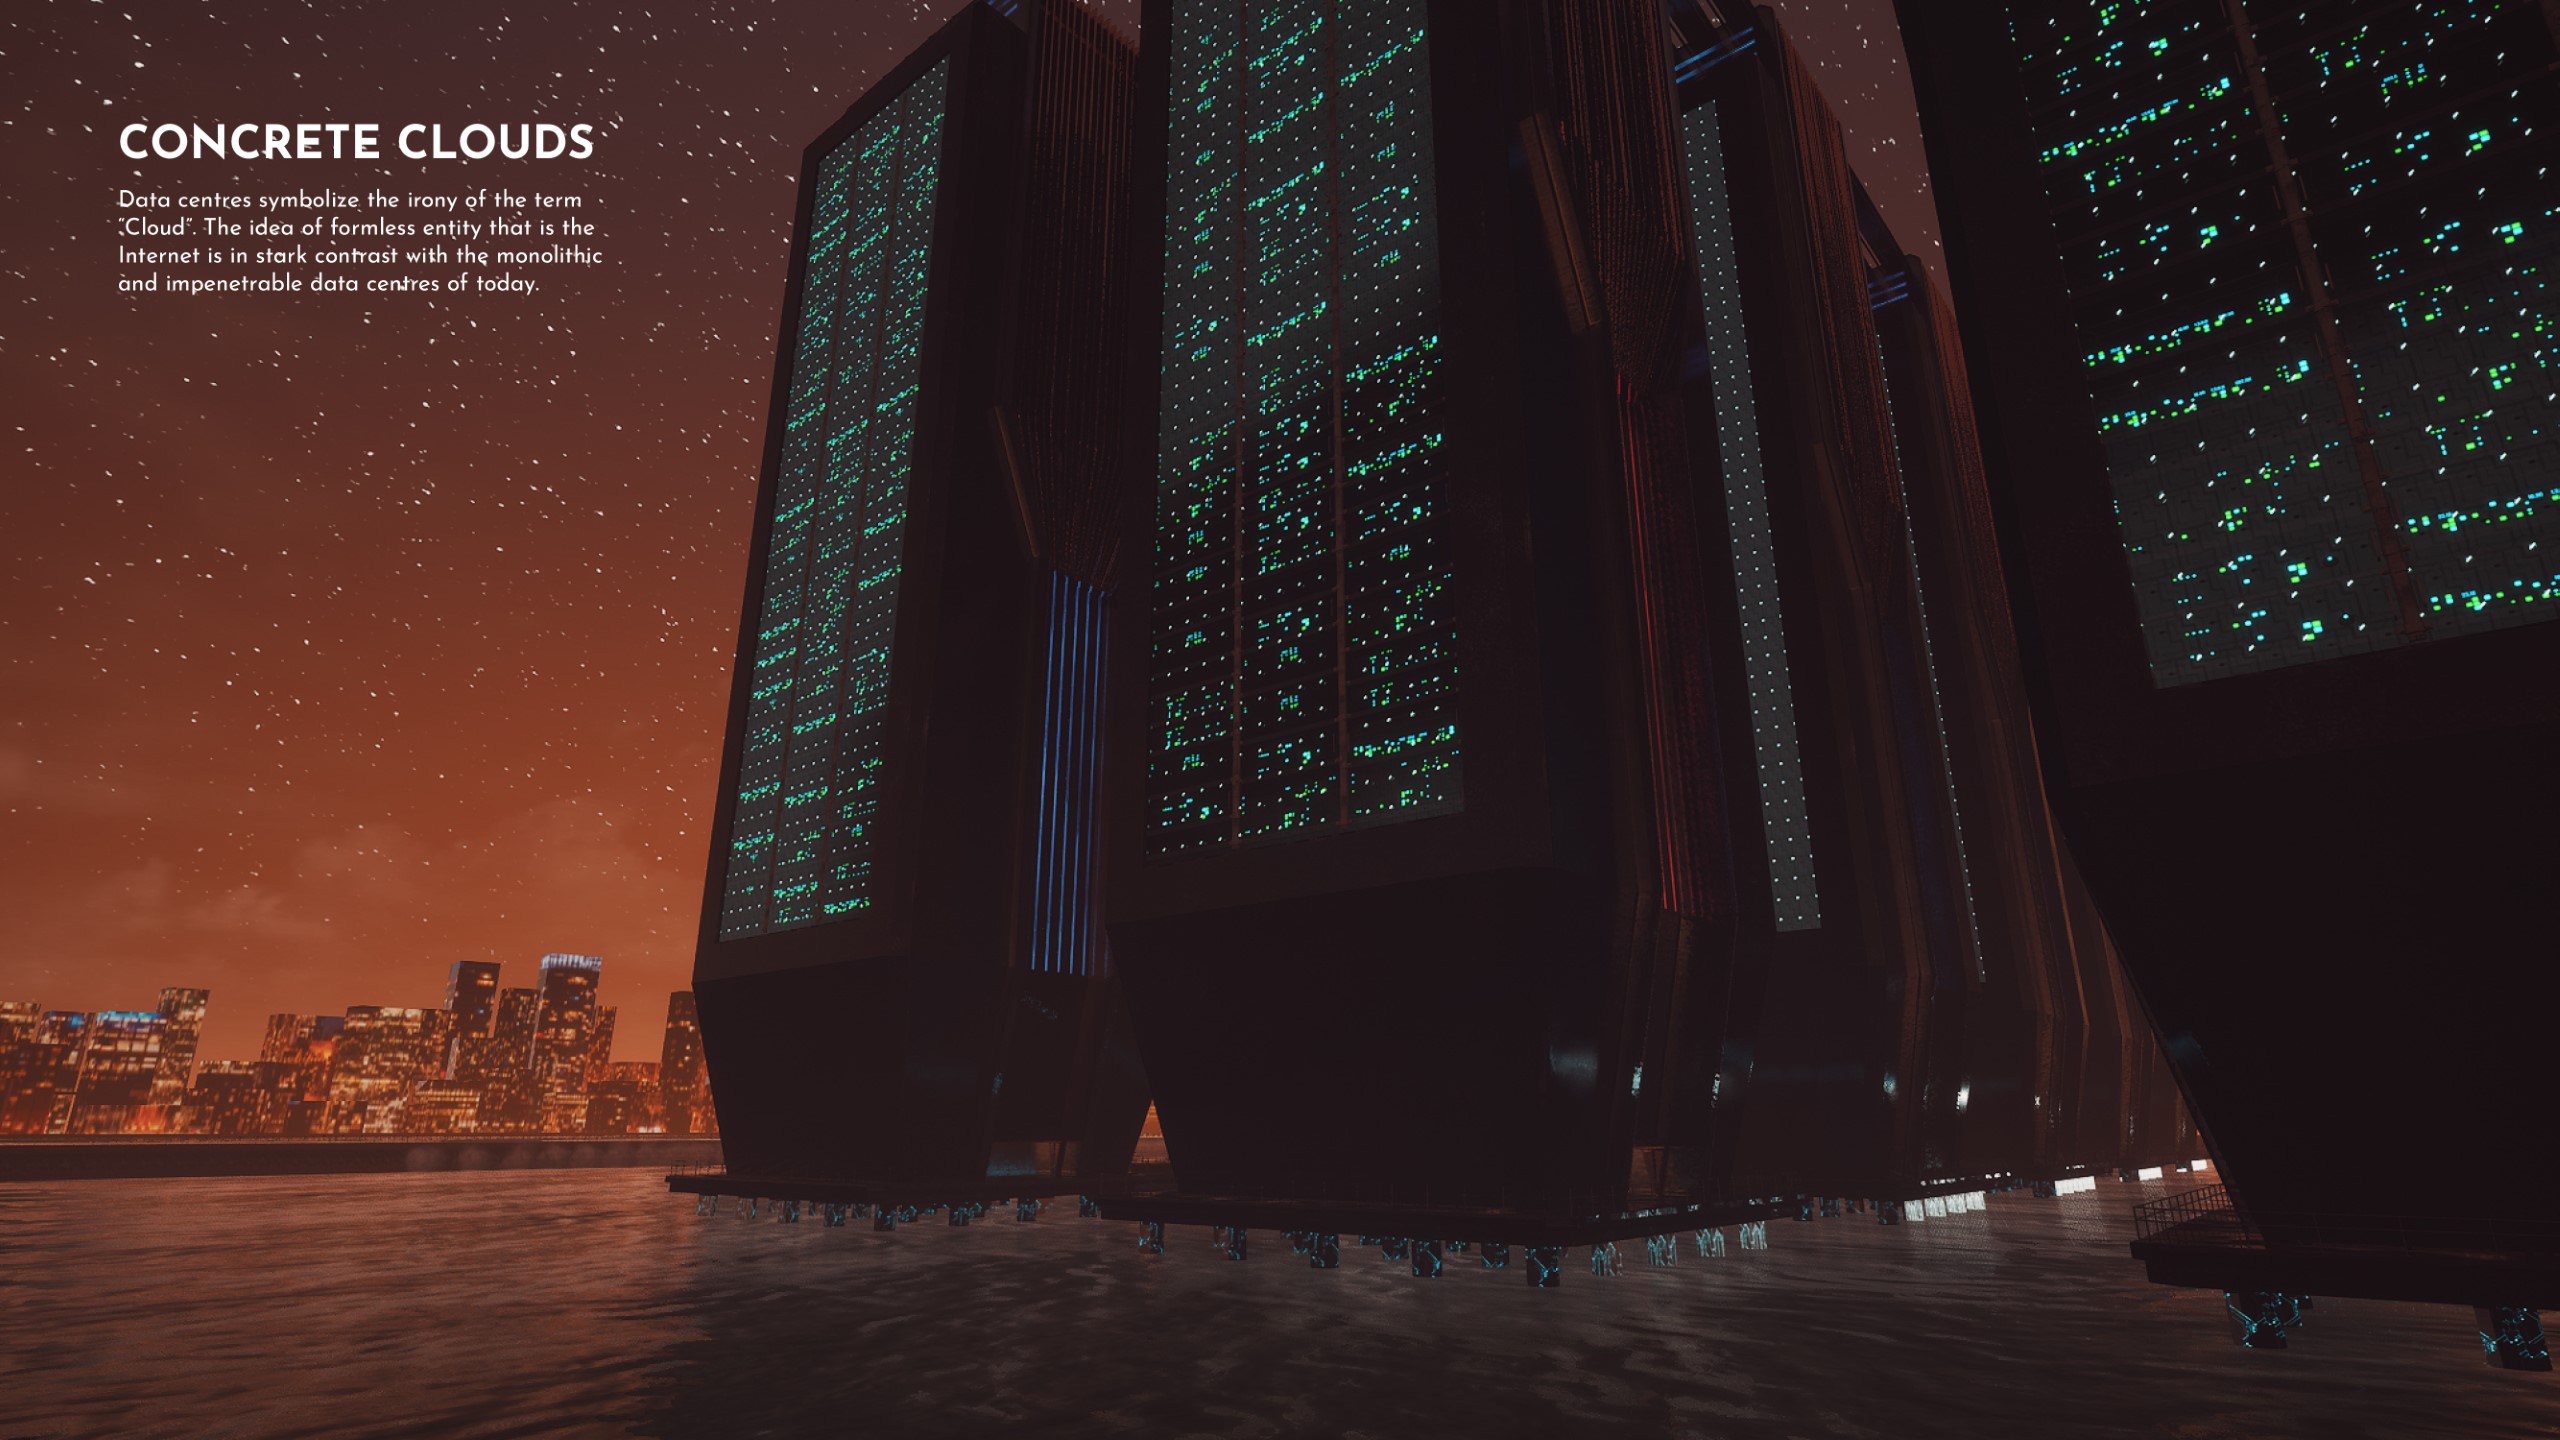 CONCRETE CLOUDS
Data centres symbolize the irony of the term
“Cloud”. The idea of formless entity that is the
Internet is in stark contrast with the monolithic
and impenetrable data centres of today.